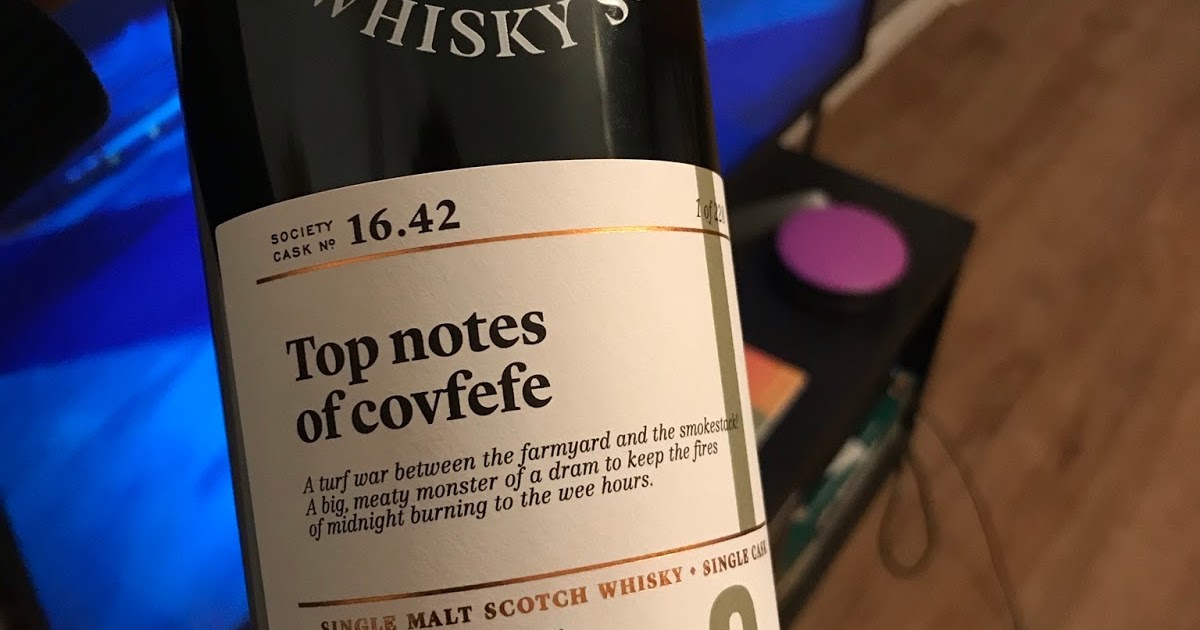 WHISKY
SOCIETY
CASK Nº 16.42
1 of
Top notes
of covfefe
A turf war between the farmyard and the smokestack!
A big, meaty monster of a dram to keep the fires
of midnight burning to the wee hours.
SINGLE MALT SCOTCH WHISKY • SINGLE CASK